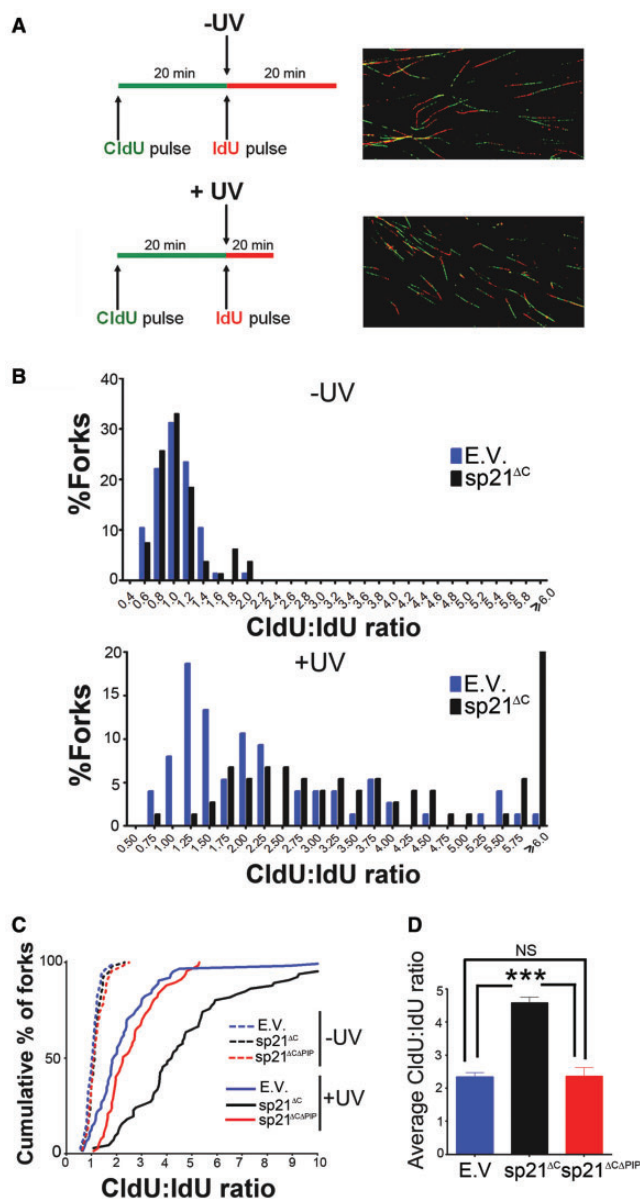 A
-UV
20 min 20 min
CldU pulse IdU pulse
+ UV
20 min 20 min
CldU pulse IdU pulse
B
-UV
40
30
20
10
0
%Forks
E.V.
sp21ΔC
0.4 0.6 0.8 1.0 1.2 1.4 1.6 1.8 2.0 2.2 2.4 2.6 2.8 3.0 3.2 3.4 3.6 3.8 4.0 4.2 4.4 4.6 4.8 5.0 5.2 5.4 5.6 5.8 ⩾6.0
CldU:IdU ratio
+UV
20
15
10
5
0
%Forks
E.V.
sp21ΔC
0.50 0.75 1.00 1.25 1.50 1.75 2.00 2.25 2.50 2.75 3.00 3.25 3.50 3.75 4.00 4.25 4.50 4.75 5.00 5.25 5.50 5.75 ⩾6.0
CldU:IdU ratio
C
100
50
0
Cumulative % of forks
E.V.
sp21ΔC
sp21ΔCΔPIP
-UV
E.V.
sp21ΔC
sp21ΔCΔPIP
+UV
0 1 2 3 4 5 6 7 8 9 10
CldU:IdU ratio
D
NS
***
Average CldU:IdU ratio
5
4
3
2
1
0
E.V sp21ΔC sp21ΔCΔPIP